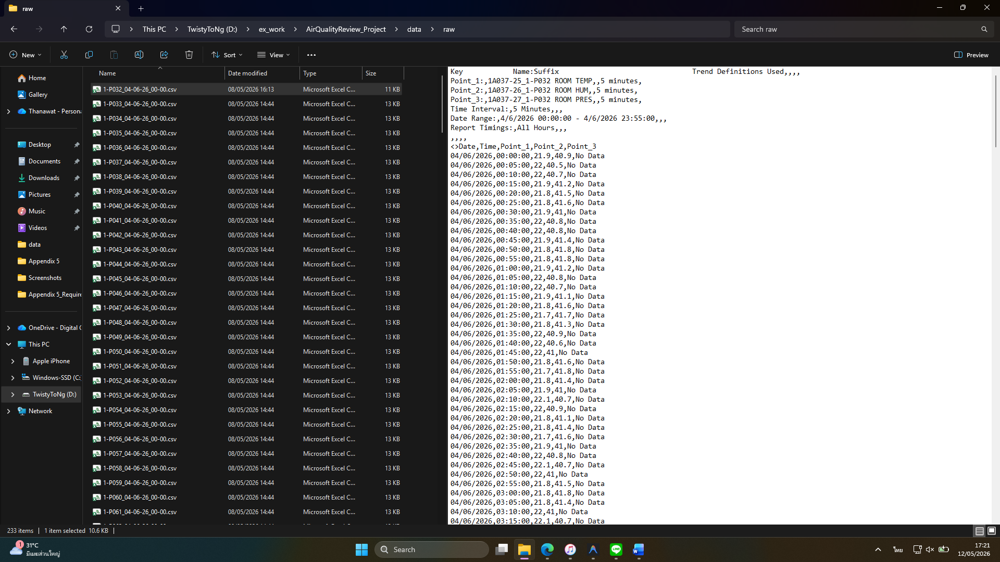 raw
This PC
TwistyToNg (D:)
ex_work
AirQualityReview_Project
data
raw
Search raw
New
Sort
View
Preview
Home
Gallery
Thanawat - Persona
Desktop
Documents
Downloads
Pictures
Music
Videos
data
Appendix 5
Screenshots
Appendix 5_Require
OneDrive - Digital C
This PC
Apple iPhone
Windows-SSD (C:)
TwistyToNg (D:)
Network
Name Date modified Type Size
1-P032_04-06-26_00-00.csv 08/05/2026 16:13 Microsoft Excel C... 11 KB
1-P033_04-06-26_00-00.csv 08/05/2026 14:44 Microsoft Excel C... 13 KB
1-P034_04-06-26_00-00.csv 08/05/2026 14:44 Microsoft Excel C... 13 KB
1-P035_04-06-26_00-00.csv 08/05/2026 14:44 Microsoft Excel C... 13 KB
1-P036_04-06-26_00-00.csv 08/05/2026 14:44 Microsoft Excel C... 13 KB
1-P037_04-06-26_00-00.csv 08/05/2026 14:44 Microsoft Excel C... 13 KB
1-P038_04-06-26_00-00.csv 08/05/2026 14:44 Microsoft Excel C... 13 KB
1-P039_04-06-26_00-00.csv 08/05/2026 14:44 Microsoft Excel C... 13 KB
1-P040_04-06-26_00-00.csv 08/05/2026 14:44 Microsoft Excel C... 13 KB
1-P041_04-06-26_00-00.csv 08/05/2026 14:44 Microsoft Excel C... 13 KB
1-P042_04-06-26_00-00.csv 08/05/2026 14:44 Microsoft Excel C... 13 KB
1-P043_04-06-26_00-00.csv 08/05/2026 14:44 Microsoft Excel C... 13 KB
1-P044_04-06-26_00-00.csv 08/05/2026 14:44 Microsoft Excel C... 13 KB
1-P045_04-06-26_00-00.csv 08/05/2026 14:44 Microsoft Excel C... 13 KB
1-P046_04-06-26_00-00.csv 08/05/2026 14:44 Microsoft Excel C... 13 KB
1-P047_04-06-26_00-00.csv 08/05/2026 14:44 Microsoft Excel C... 13 KB
1-P048_04-06-26_00-00.csv 08/05/2026 14:44 Microsoft Excel C... 13 KB
1-P049_04-06-26_00-00.csv 08/05/2026 14:44 Microsoft Excel C... 13 KB
1-P050_04-06-26_00-00.csv 08/05/2026 14:44 Microsoft Excel C... 13 KB
1-P051_04-06-26_00-00.csv 08/05/2026 14:44 Microsoft Excel C... 13 KB
1-P052_04-06-26_00-00.csv 08/05/2026 14:44 Microsoft Excel C... 13 KB
1-P053_04-06-26_00-00.csv 08/05/2026 14:44 Microsoft Excel C... 13 KB
1-P054_04-06-26_00-00.csv 08/05/2026 14:44 Microsoft Excel C... 13 KB
1-P055_04-06-26_00-00.csv 08/05/2026 14:44 Microsoft Excel C... 13 KB
1-P056_04-06-26_00-00.csv 08/05/2026 14:44 Microsoft Excel C... 13 KB
1-P057_04-06-26_00-00.csv 08/05/2026 14:44 Microsoft Excel C... 13 KB
1-P058_04-06-26_00-00.csv 08/05/2026 14:44 Microsoft Excel C... 13 KB
1-P059_04-06-26_00-00.csv 08/05/2026 14:44 Microsoft Excel C... 13 KB
1-P060_04-06-26_00-00.csv 08/05/2026 14:44 Microsoft Excel C... 13 KB
1-P061_04-06-26_00-00.csv 08/05/2026 14:44 Microsoft Excel C... 13 KB
Key Name:Suffix Trend Definitions Used,,,,
Point_1:,1A037-25_1-P032 ROOM TEMP,,5 minutes,
Point_2:,1A037-26_1-P032 ROOM HUM,,5 minutes,
Point_3:,1A037-27_1-P032 ROOM PRES,,5 minutes,
Time Interval:,5 Minutes,,,
Date Range:,4/6/2026 00:00:00 - 4/6/2026 23:55:00,,,
Report Timings:,All Hours,,,
,,,,
<>Date,Time,Point_1,Point_2,Point_3
04/06/2026,00:00:00,21.9,40.9,No Data
04/06/2026,00:05:00,22,40.5,No Data
04/06/2026,00:10:00,22,40.7,No Data
04/06/2026,00:15:00,21.9,41.2,No Data
04/06/2026,00:20:00,21.8,41.5,No Data
04/06/2026,00:25:00,21.8,41.6,No Data
04/06/2026,00:30:00,21.9,41,No Data
04/06/2026,00:35:00,22,40.8,No Data
04/06/2026,00:40:00,22,40.8,No Data
04/06/2026,00:45:00,21.9,41.4,No Data
04/06/2026,00:50:00,21.8,41.8,No Data
04/06/2026,00:55:00,21.8,41.8,No Data
04/06/2026,01:00:00,21.9,41.2,No Data
04/06/2026,01:05:00,22,40.8,No Data
04/06/2026,01:10:00,22,40.7,No Data
04/06/2026,01:15:00,21.9,41.1,No Data
04/06/2026,01:20:00,21.8,41.6,No Data
04/06/2026,01:25:00,21.7,41.7,No Data
04/06/2026,01:30:00,21.8,41.3,No Data
04/06/2026,01:35:00,22,40.9,No Data
04/06/2026,01:40:00,22,40.6,No Data
04/06/2026,01:45:00,22,41,No Data
04/06/2026,01:50:00,21.8,41.6,No Data
04/06/2026,01:55:00,21.7,41.8,No Data
04/06/2026,02:00:00,21.8,41.4,No Data
04/06/2026,02:05:00,21.9,41,No Data
04/06/2026,02:10:00,22.1,40.7,No Data
04/06/2026,02:15:00,22,40.9,No Data
04/06/2026,02:20:00,21.8,41.1,No Data
04/06/2026,02:25:00,21.8,41.4,No Data
04/06/2026,02:30:00,21.7,41.6,No Data
04/06/2026,02:35:00,21.9,41,No Data
04/06/2026,02:40:00,22,40.8,No Data
04/06/2026,02:45:00,22.1,40.7,No Data
04/06/2026,02:50:00,22,41,No Data
04/06/2026,02:55:00,21.8,41.5,No Data
04/06/2026,03:00:00,21.8,41.8,No Data
04/06/2026,03:05:00,21.8,41.4,No Data
04/06/2026,03:10:00,22,41,No Data
04/06/2026,03:15:00,22.1,40.7,No Data
233 items 1 item selected 10.6 KB
1
31°C
มีเมฆส่วนใหญ่
Search
LINE
ไทย
17:21
12/05/2026